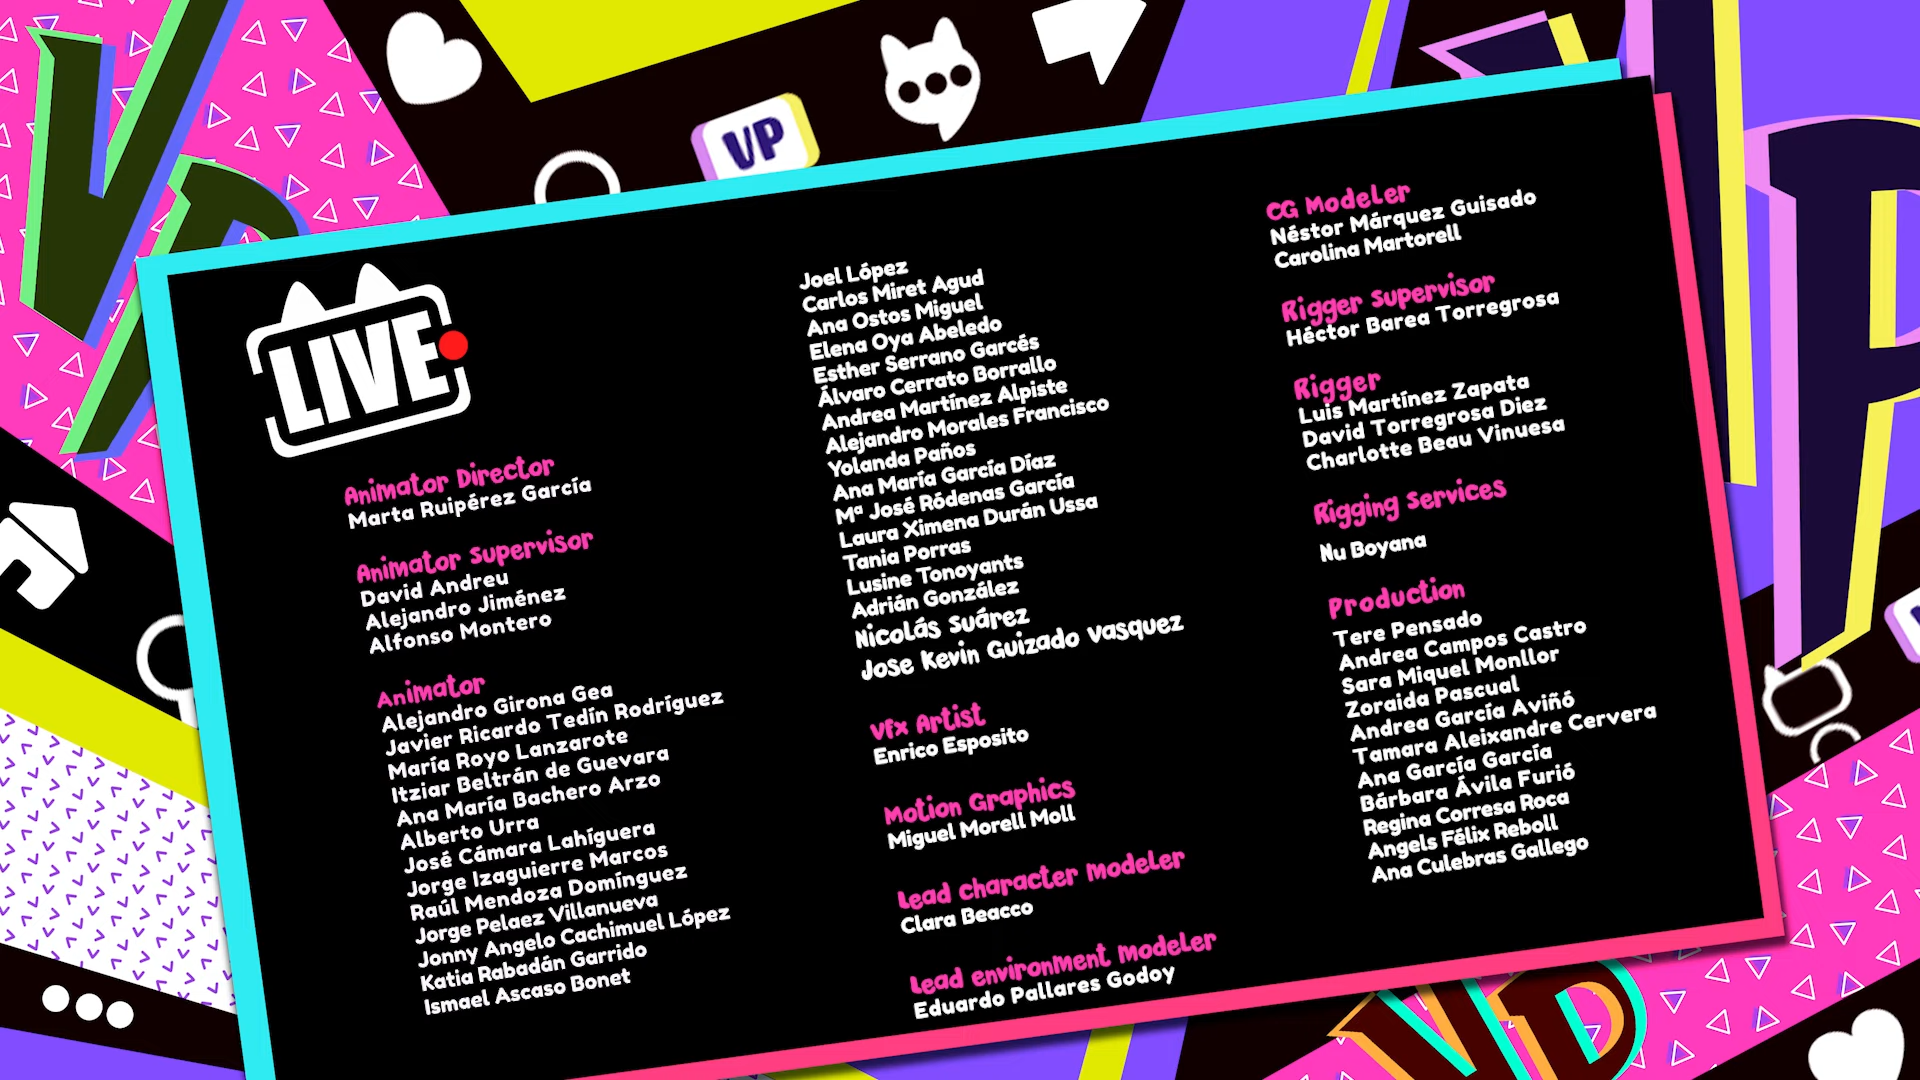 VP
VP
LIVE
Animator Director
Marta Ruipérez García
Animator supervisor
David Andreu
Alejandro Jiménez
Alfonso Montero
Animator
Alejandro Girona Gea
Javier Ricardo Tedín Rodríguez
María Royo Lanzarote
Itziar Beltrán de Guevara
Ana María Bachero Arzo
Alberto Urra
José Cámara Lahíguera
Jorge Izaguierre Marcos
Raúl Mendoza Domínguez
Jorge Pelaez Villanueva
Jonny Angelo Cachimuel López
Katia Rabadán Garrido
Ismael Ascaso Bonet
Joel López
Carlos Miret Agud
Ana Ostos Miguel
Elena Oya Abeledo
Esther Serrano Garcés
Álvaro Cerrato Borrallo
Andrea Martínez Alpiste
Alejandro Morales Francisco
Yolanda Paños
Ana María García Díaz
Mª José Ródenas García
Laura Ximena Durán Ussa
Tania Porras
Lusine Tonoyants
Adrián González
Nicolás Suárez
Jose Kevin Guizado Vasquez
Vfx Artist
Enrico Esposito
Motion Graphics
Miguel Morell Moll
Lead character modeler
Clara Beacco
Lead environment modeler
Eduardo Pallares Godoy
CG Modeler
Néstor Márquez Guisado
Carolina Martorell
Rigger supervisor
Héctor Barea Torregrosa
Rigger
Luis Martínez Zapata
David Torregrosa Diez
Charlotte Beau Vinuesa
Rigging services
Nu Boyana
Production
Tere Pensado
Andrea Campos Castro
Sara Miquel Monllor
Zoraida Pascual
Andrea García Aviñó
Tamara Aleixandre Cervera
Ana García García
Bárbara Ávila Furió
Regina Corresa Roca
Angels Félix Reboll
Ana Culebras Gallego
VP
VP